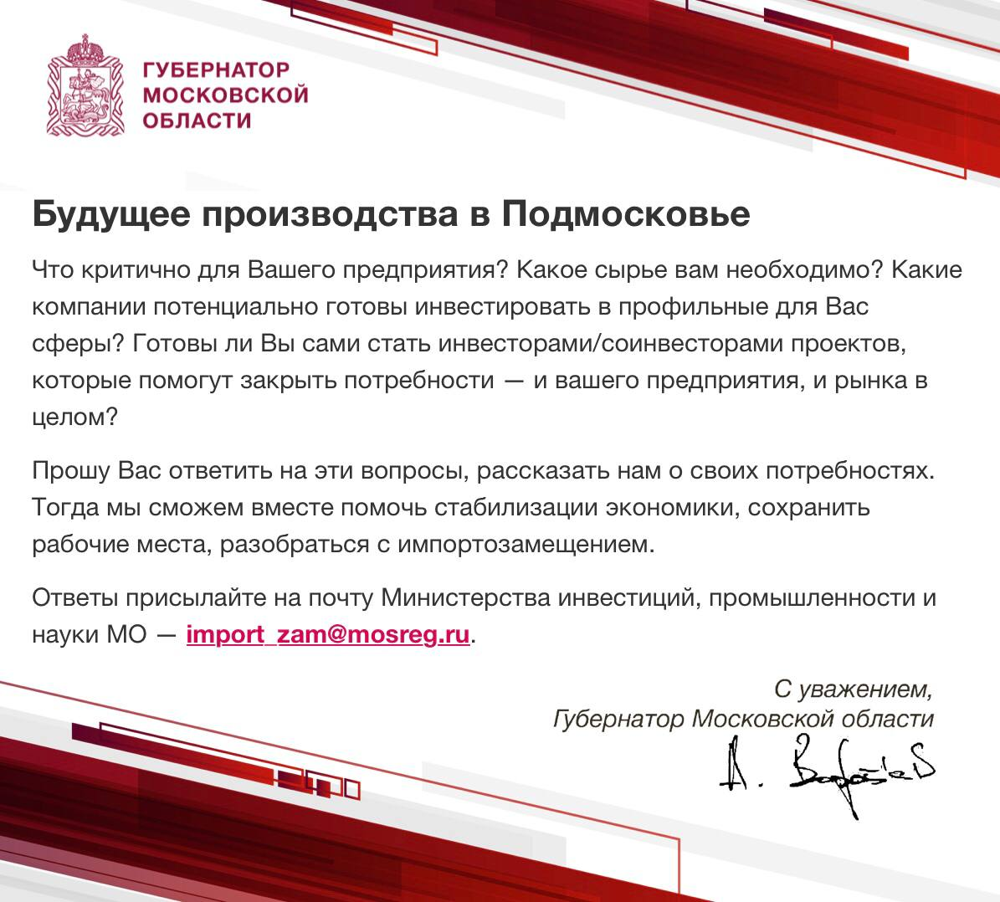 ГУБЕРНАТОР
МОСКОВСКОЙ
ОБЛАСТИ
Будущее производства в Подмосковье
Что критично для Вашего предприятия? Какое сырье вам необходимо? Какие
компании потенциально готовы инвестировать в профильные для Вас
сферы? Готовы ли Вы сами стать инвесторами/соинвесторами проектов,
которые помогут закрыть потребности — и вашего предприятия, и рынка в
целом?
Прошу Вас ответить на эти вопросы, рассказать нам о своих потребностях.
Тогда мы сможем вместе помочь стабилизации экономики, сохранить
рабочие места, разобраться с импортозамещением.
Ответы присылайте на почту Министерства инвестиций, промышленности и
науки МО — import_zam@mosreg.ru.
С уважением,
Губернатор Московской области